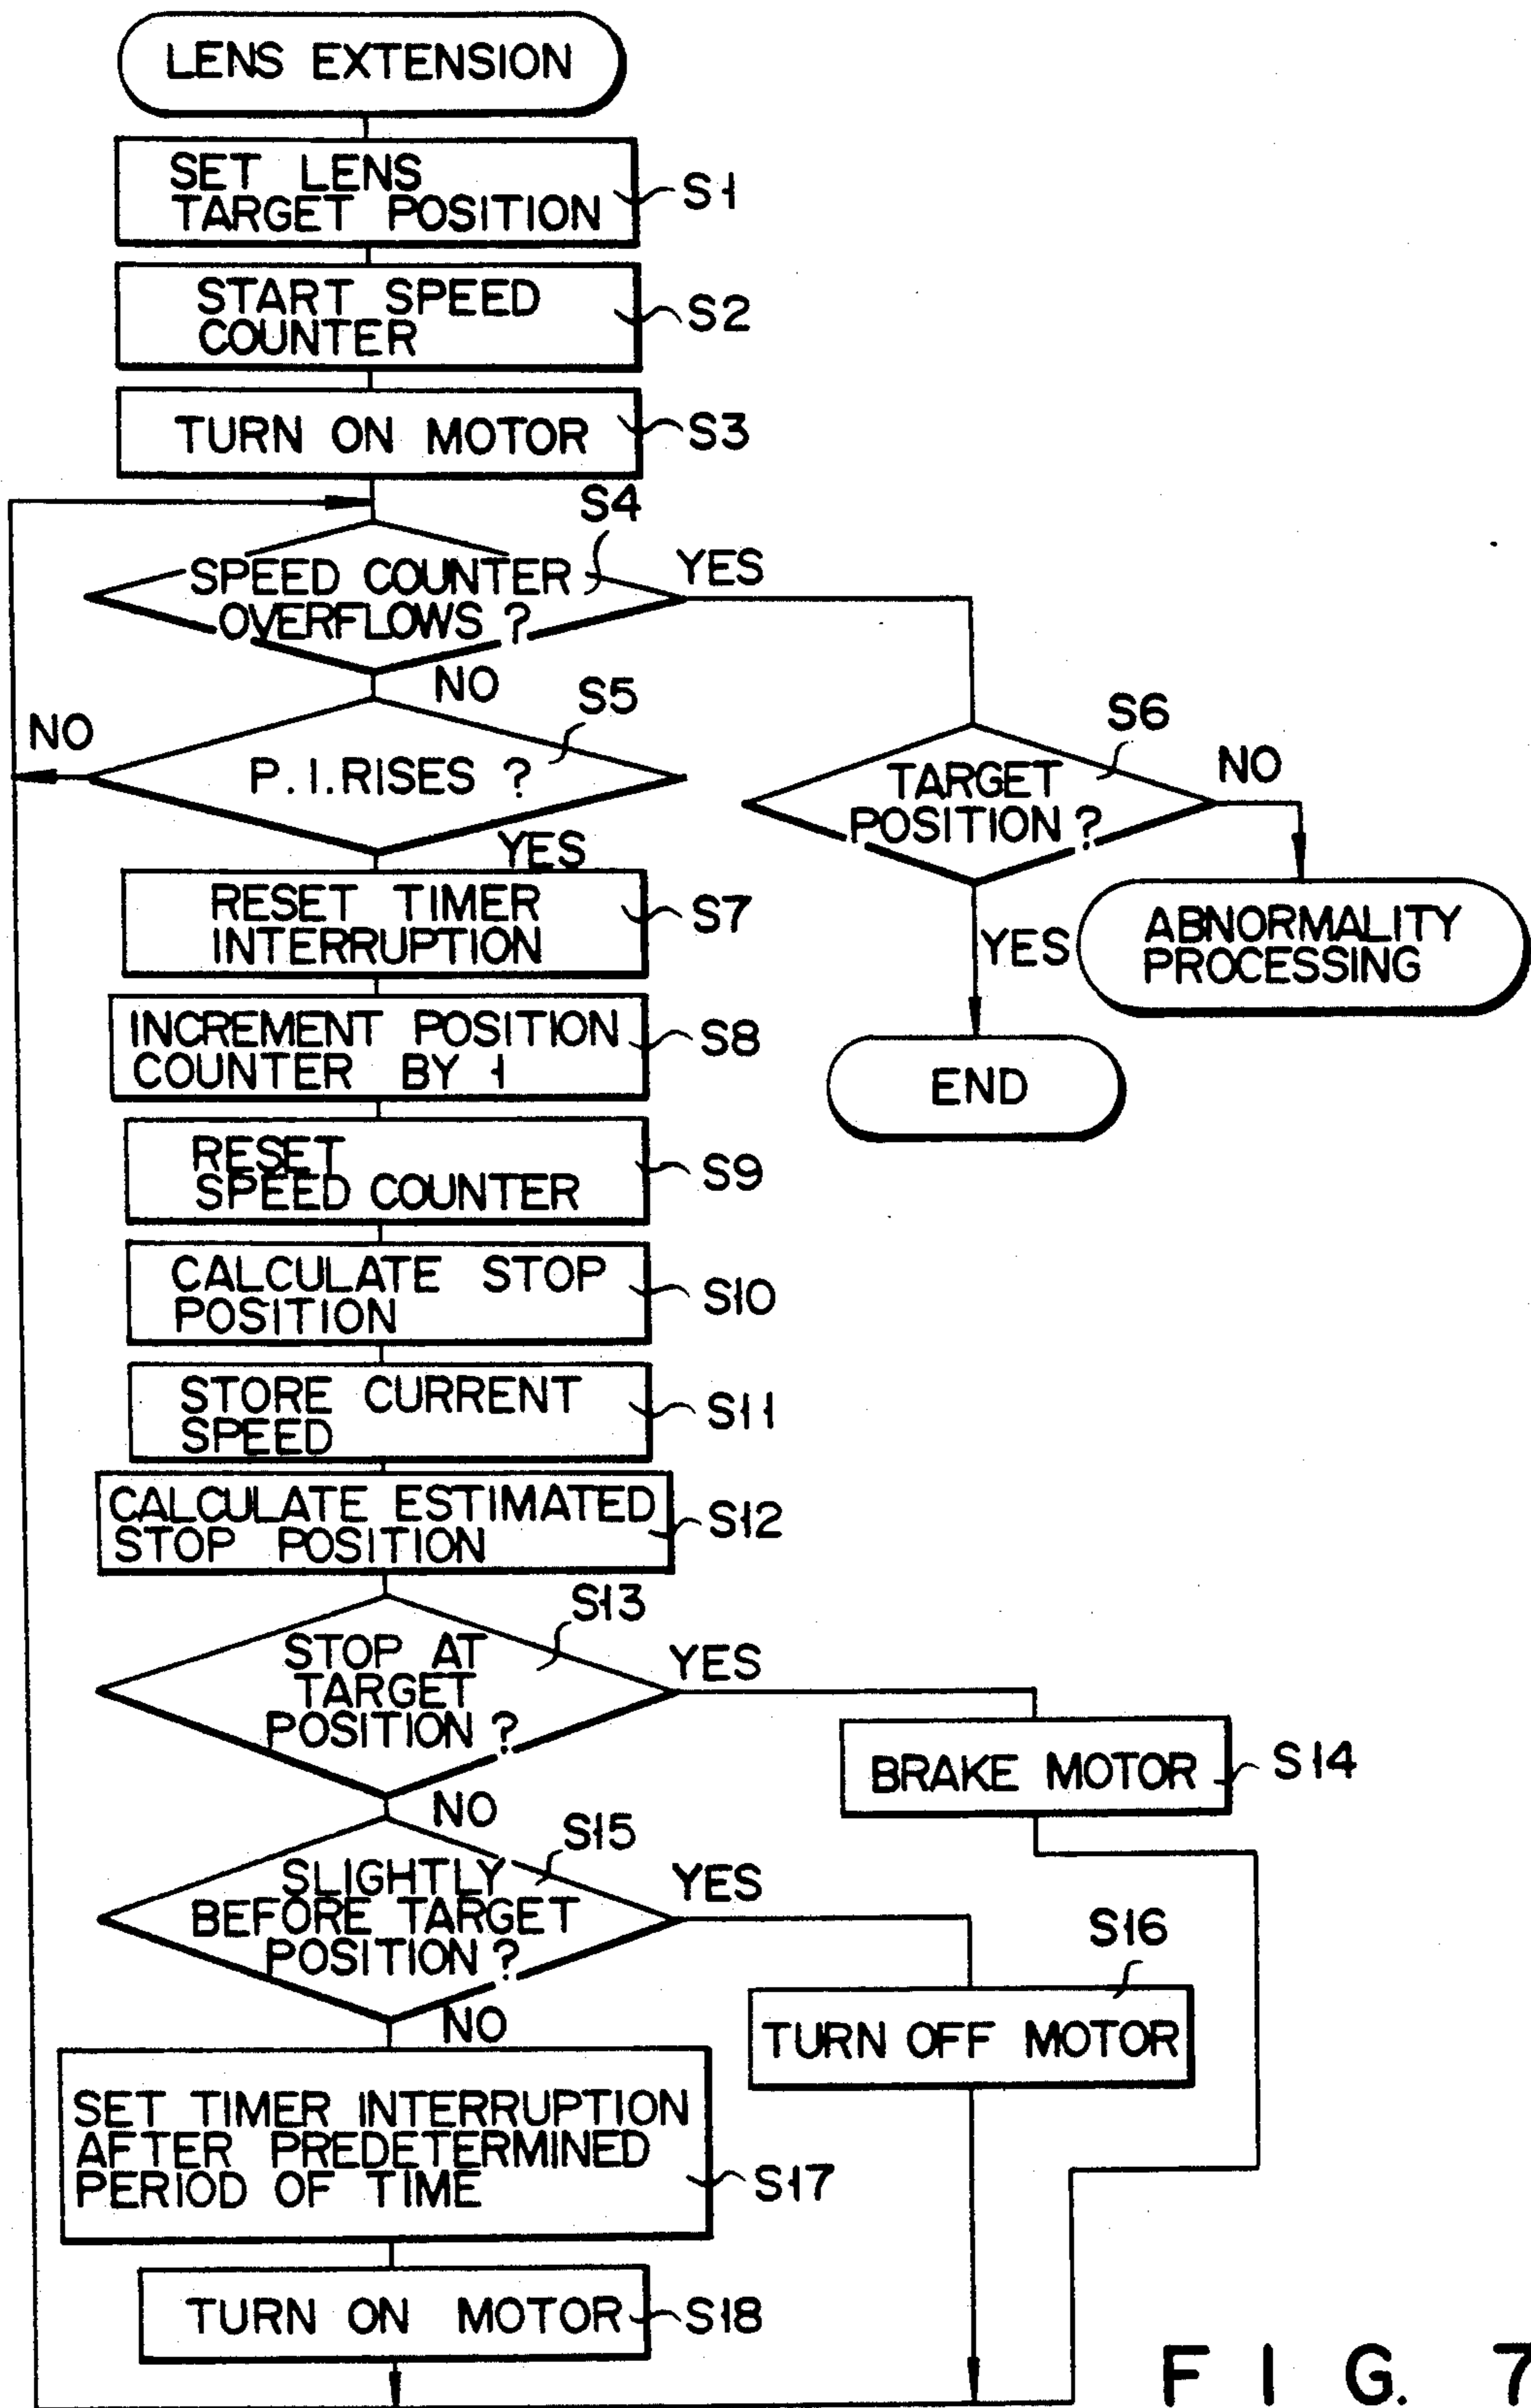 LENS EXTENSION
SET LENS
TARGET POSITION
S1
START SPEED
COUNTER
S2
TURN ON MOTOR
S3
S4
SPEED COUNTER
OVERFLOWS ?
YES
NO
S5
NO
P. I. RISES ?
YES
S6
TARGET
POSITION ?
NO
YES
ABNORMALITY
PROCESSING
END
RESET TIMER
INTERRUPTION
S7
INCREMENT POSITION
COUNTER BY 1
S8
RESET
SPEED COUNTER
S9
CALCULATE STOP
POSITION
S10
STORE CURRENT
SPEED
S11
CALCULATE ESTIMATED
STOP POSITION
S12
S13
STOP AT
TARGET
POSITION ?
YES
NO
BRAKE MOTOR
S14
S15
SLIGHTLY
BEFORE TARGET
POSITION ?
YES
NO
S16
TURN OFF MOTOR
SET TIMER INTERRUPTION
AFTER PREDETERMINED
PERIOD OF TIME
S17
TURN ON MOTOR
S18
FIG. 7